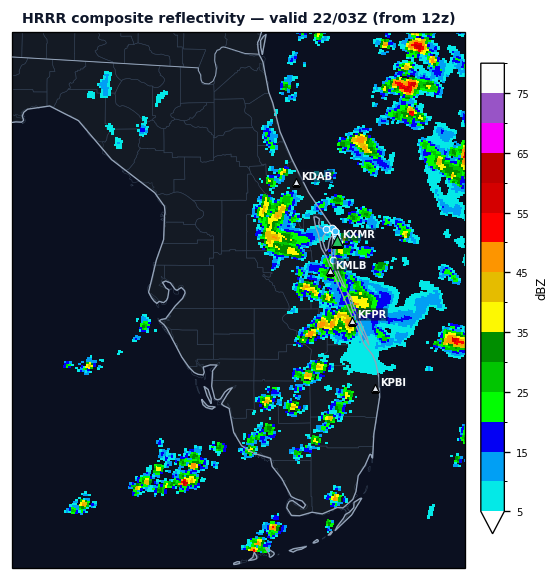 HRRR composite reflectivity — valid 22/03Z (from 12z)
KDAB
KXMR
KMLB
KFPR
KPBI
75
65
55
45
35
25
15
5
dBZ